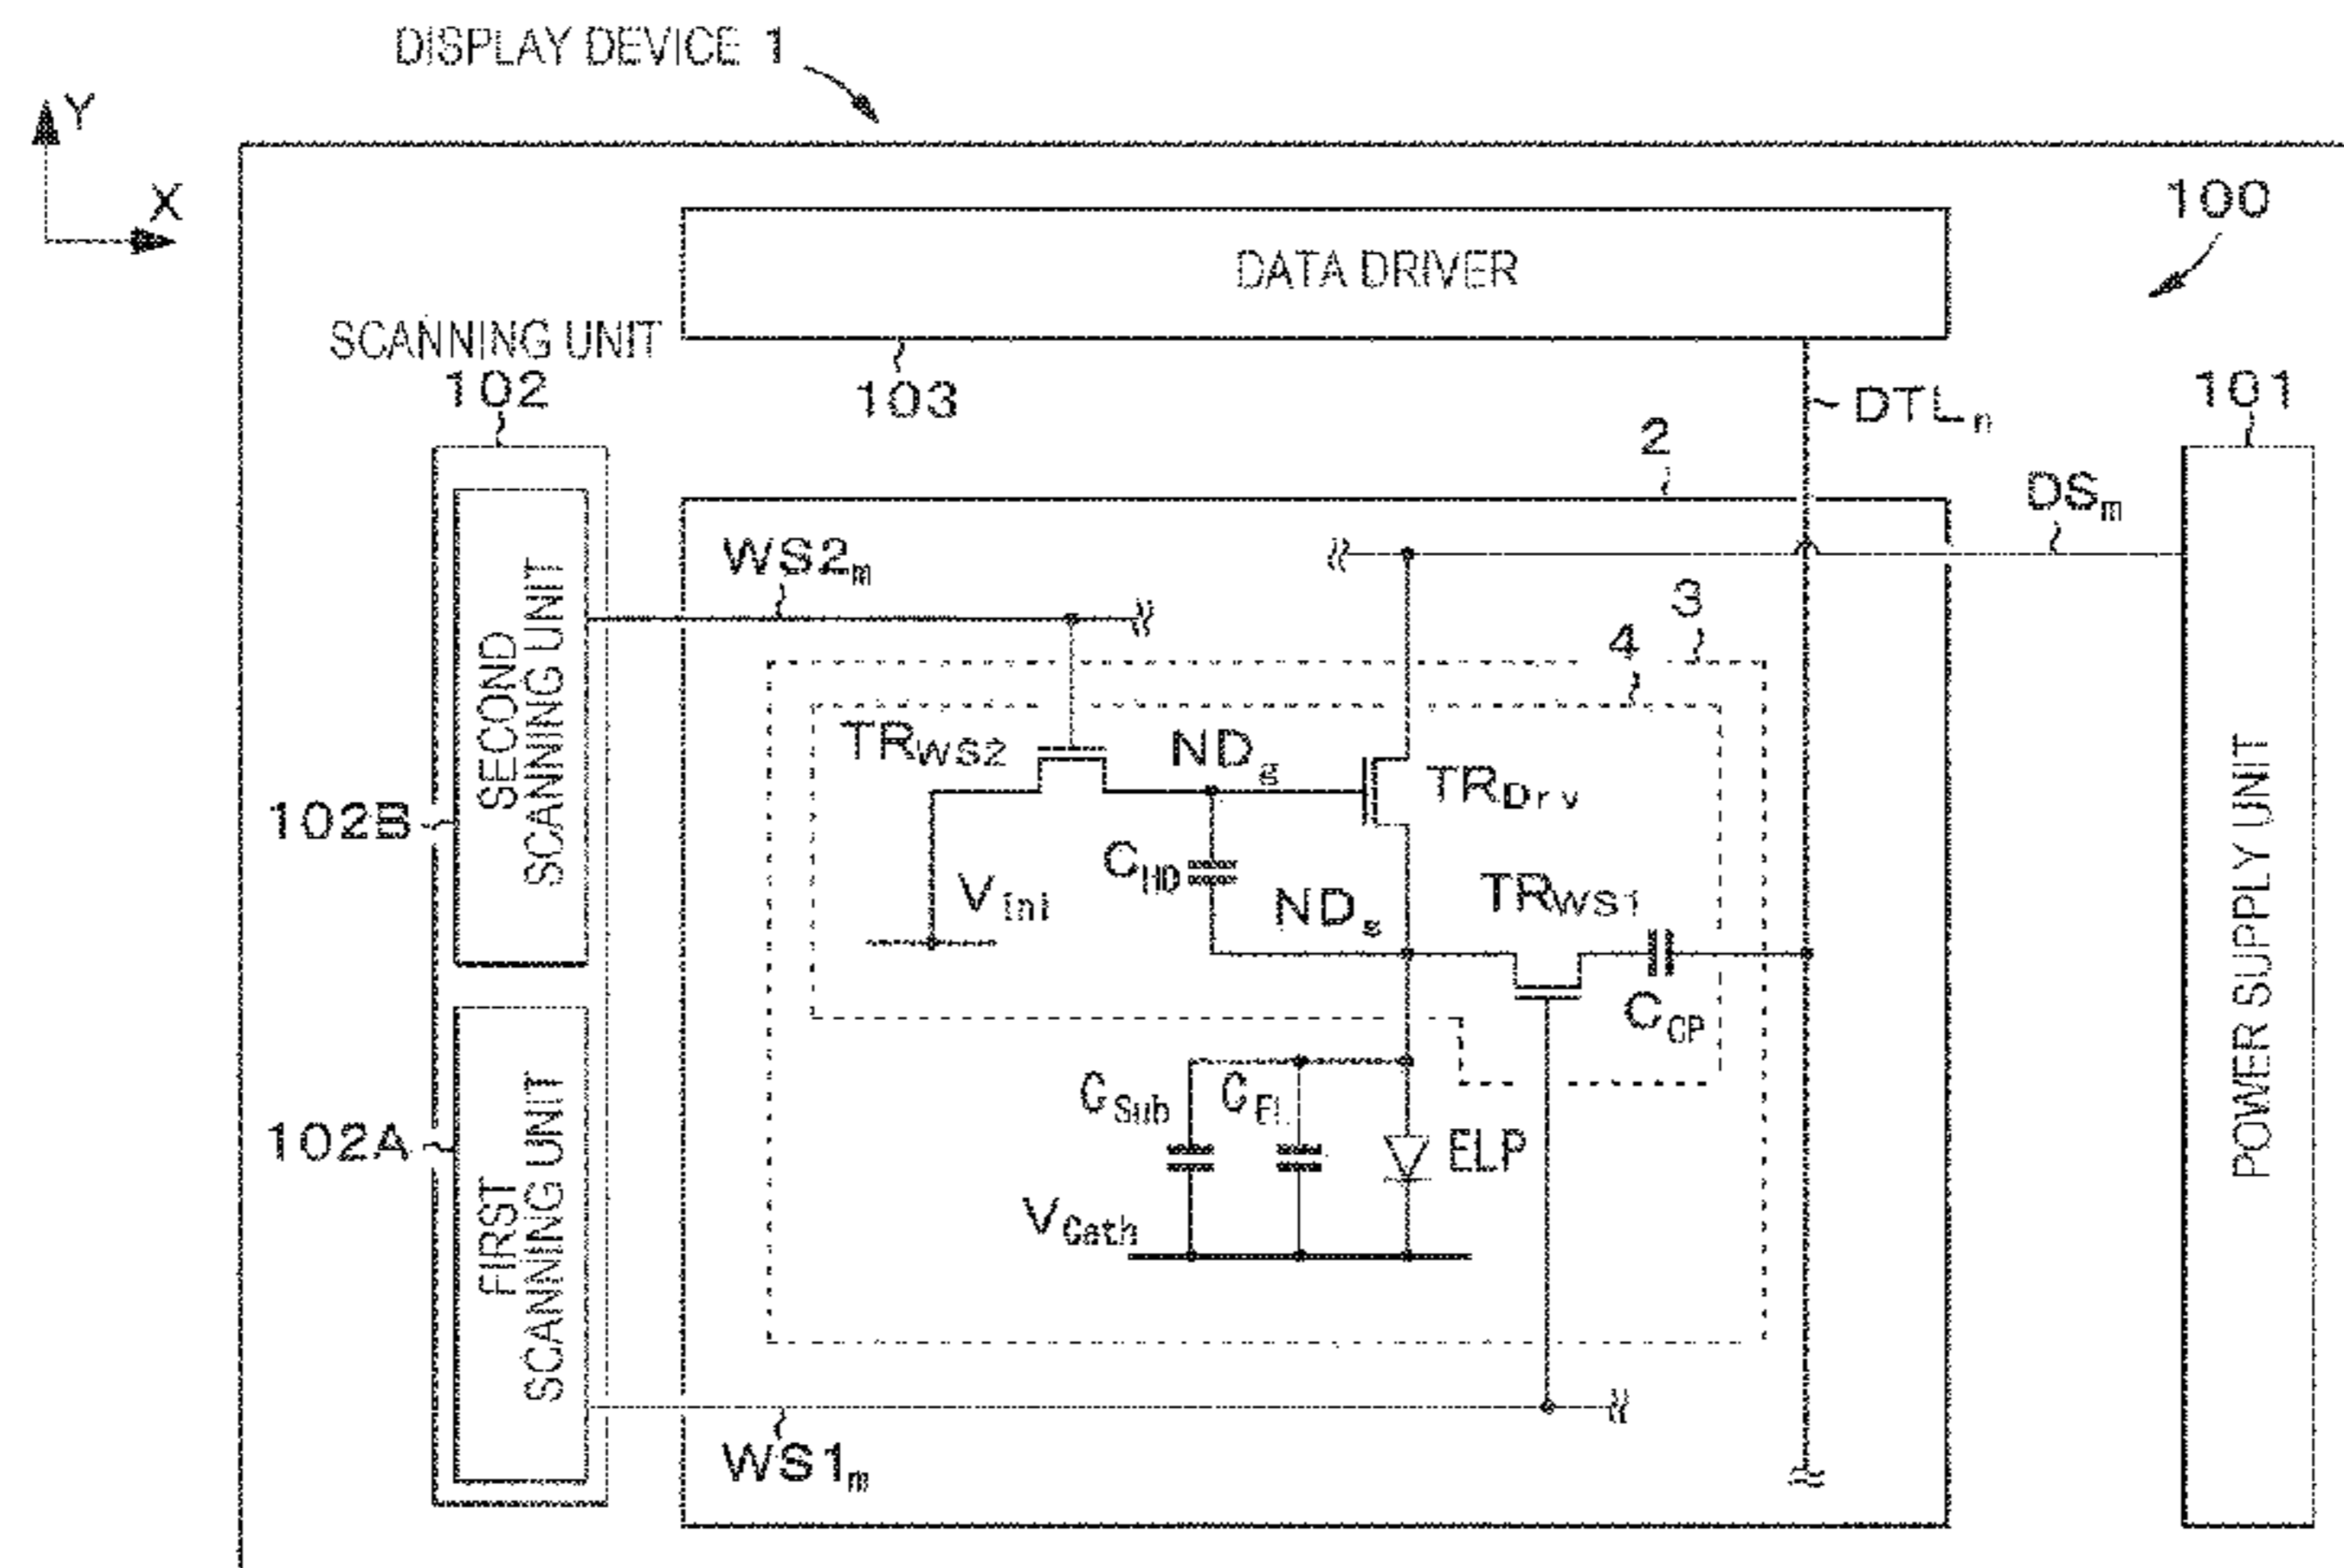 DISPLAY DEVICE 1
Y
X
100
DATA DRIVER
SCANNING UNIT
102
103
DTLn
101
2
DSm
WS2m
3
4
SECOND
SCANNING UNIT
TRWS2
NDg
TRDrv
102B
CHD
VIni
NDs
TRWS1
POWER SUPPLY UNIT
CCP
CSub
CEL
102A
ELP
FIRST
SCANNING UNIT
VCath
WS1m